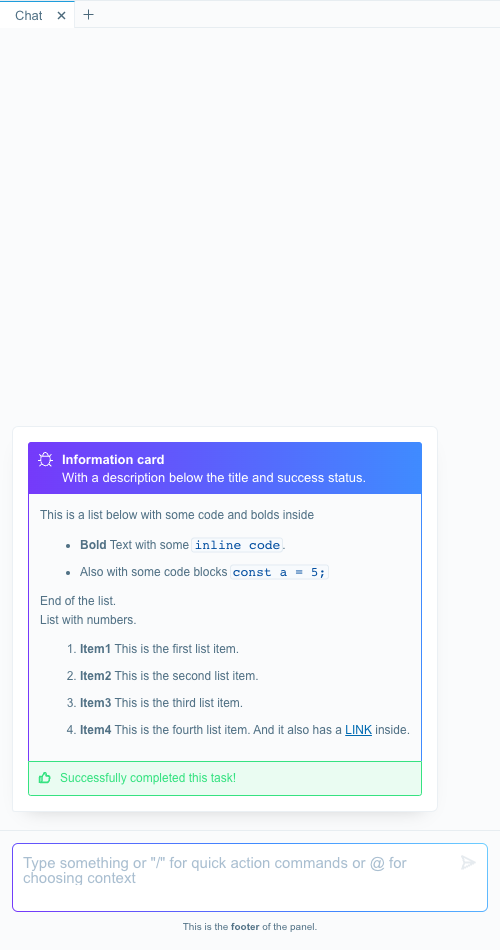 Chat
Information card
With a description below the title and success status.
This is a list below with some code and bolds inside
• Bold Text with some inline code.
• Also with some code blocks const a = 5;
End of the list.
List with numbers.
1. Item1 This is the first list item.
2. Item2 This is the second list item.
3. Item3 This is the third list item.
4. Item4 This is the fourth list item. And it also has a LINK inside.
Successfully completed this task!
Type something or "/" for quick action commands or @ for
choosing context
This is the footer of the panel.